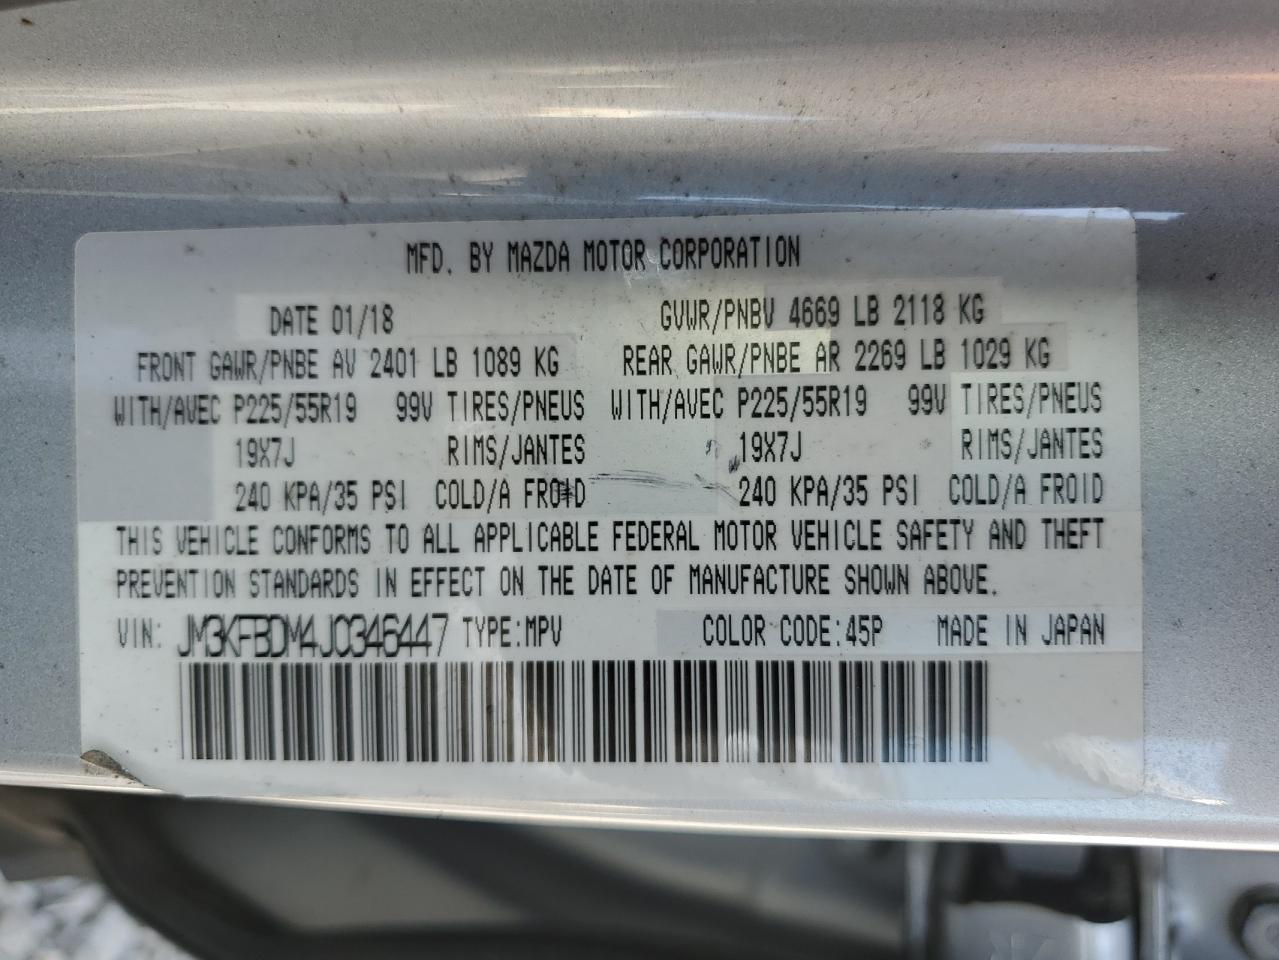 MFD. BY MAZDA MOTOR CORPORATION
DATE 01/18 GVWR/PNBV 4669 LB 2118 KG
FRONT GAWR/PNBE AV 2401 LB 1089 KG REAR GAWR/PNBE AR 2269 LB 1029 KG
WITH/AVEC P225/55R19 99V TIRES/PNEUS WITH/AVEC P225/55R19 99V TIRES/PNEUS
19X7J RIMS/JANTES 19X7J RIMS/JANTES
240 KPA/35 PSI COLD/A FROID 240 KPA/35 PSI COLD/A FROID
THIS VEHICLE CONFORMS TO ALL APPLICABLE FEDERAL MOTOR VEHICLE SAFETY AND THEFT
PREVENTION STANDARDS IN EFFECT ON THE DATE OF MANUFACTURE SHOWN ABOVE.
VIN: JM3KFBDM4J0346447 TYPE:MPV COLOR CODE:45P MADE IN JAPAN